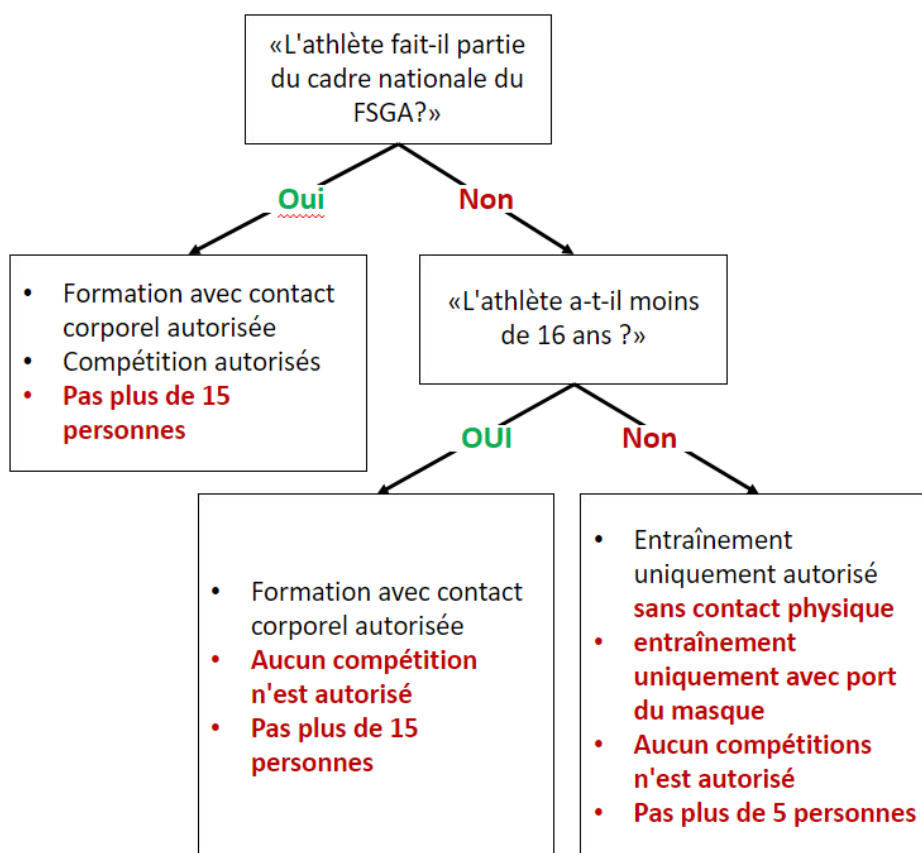 «L'athlète fait-il partie
du cadre nationale du
FSGA?»
Oui
Non
• Formation avec contact
corporel autorisée
• Compétition autorisés
• Pas plus de 15
personnes
«L'athlète a-t-il moins
de 16 ans ?»
OUI
Non
• Formation avec contact
corporel autorisée
• Aucun compétition
n'est autorisé
• Pas plus de 15
personnes
• Entraînement
uniquement autorisé
sans contact physique
• entraînement
uniquement avec port
du masque
• Aucun compétitions
n'est autorisé
• Pas plus de 5 personnes